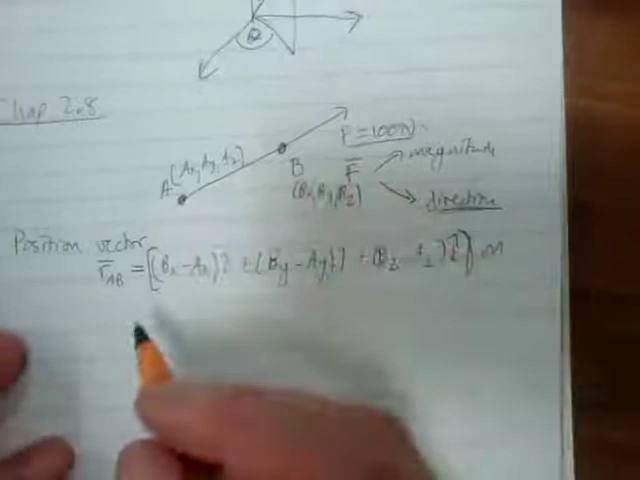 θ
Chap 2.8
F = 100N
(Ax, Ay, Az)
A
B
(Bx, By, Bz)
F̅
magnitude
direction
Position vector
r̅AB = [(Bx - Ax) î + (By - Ay) ĵ + (Bz - Az) k̂] m